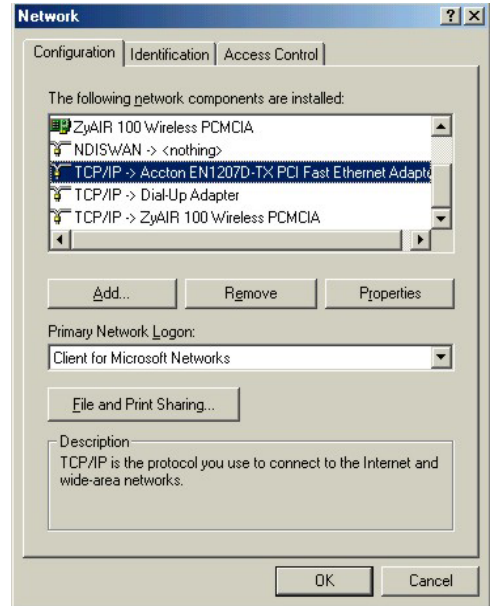 Network
Configuration Identification Access Control
The following network components are installed:
ZyAIR 100 Wireless PCMCIA
NDISWAN -> <nothing>
TCP/IP -> Accton EN1207D-TX PCI Fast Ethernet Adapte
TCP/IP -> Dial-Up Adapter
TCP/IP -> ZyAIR 100 Wireless PCMCIA
Add... Remove Properties
Primary Network Logon:
Client for Microsoft Networks
File and Print Sharing...
Description
TCP/IP is the protocol you use to connect to the Internet and
wide-area networks.
OK Cancel